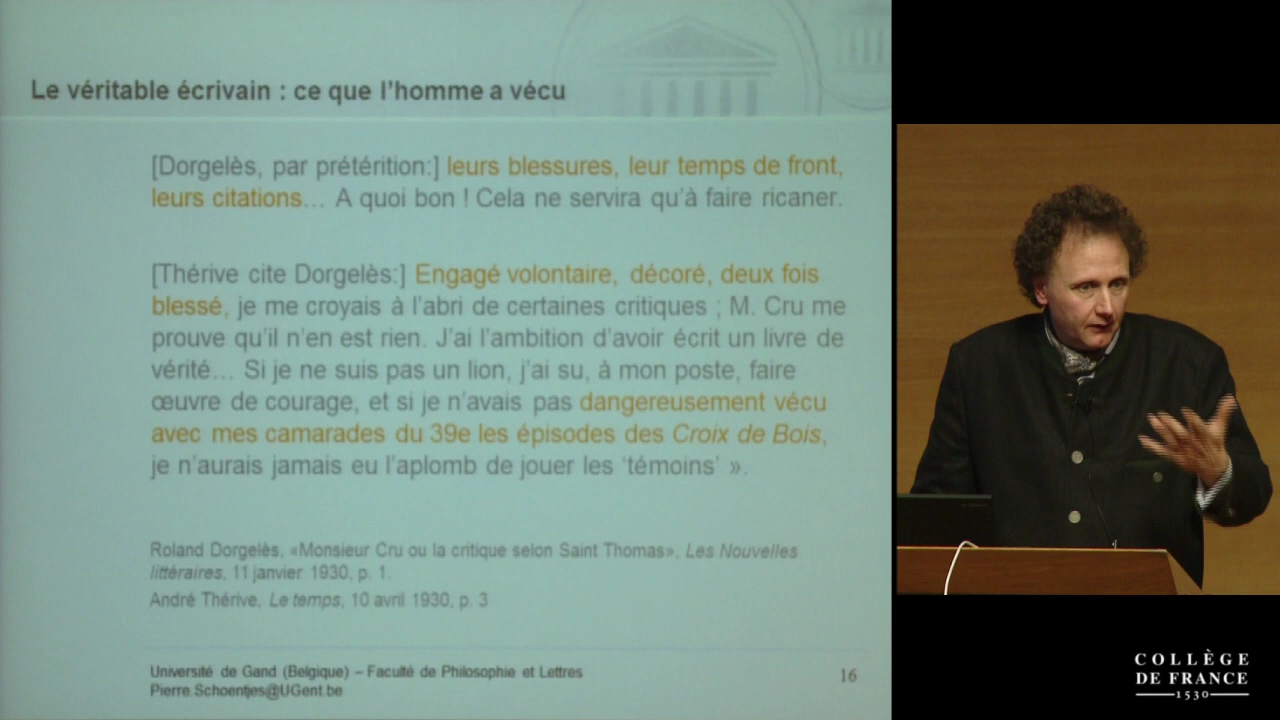 Le véritable écrivain : ce que l'homme a vécu
[Dorgelès, par prétérition:] leurs blessures, leur temps de front,
leurs citations… A quoi bon ! Cela ne servira qu'à faire ricaner.
[Thérive cite Dorgelès:] Engagé volontaire, décoré, deux fois
blessé, je me croyais à l'abri de certaines critiques ; M. Cru me
prouve qu'il n'en est rien. J'ai l'ambition d'avoir écrit un livre de
vérité… Si je ne suis pas un lion, j'ai su, à mon poste, faire
œuvre de courage, et si je n'avais pas dangereusement vécu
avec mes camarades du 39e les épisodes des Croix de Bois,
je n'aurais jamais eu l'aplomb de jouer les 'témoins' ».
Roland Dorgelès, «Monsieur Cru ou la critique selon Saint Thomas», Les Nouvelles
littéraires, 11 janvier 1930, p. 1.
André Thérive, Le temps, 10 avril 1930, p. 3
Université de Gand (Belgique) – Faculté de Philosophie et Lettres
Pierre.Schoentjes@UGent.be
16
COLLÈGE
DE FRANCE
1530